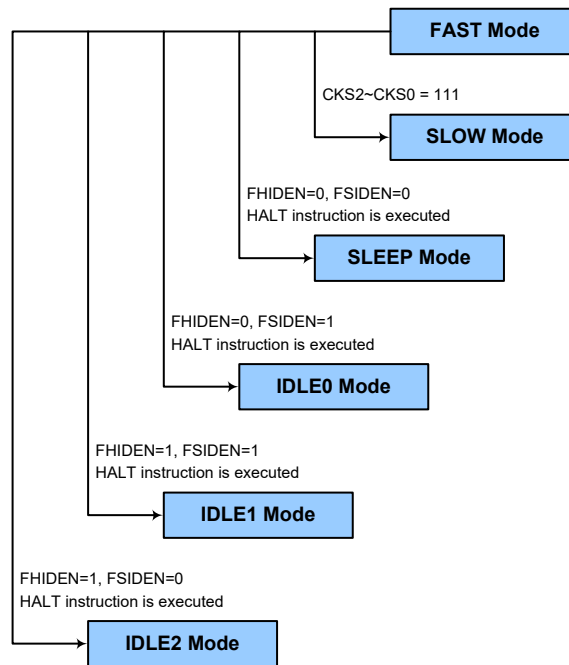 FAST Mode
CKS2~CKS0 = 111
SLOW Mode
FHIDEN=0, FSIDEN=0
HALT instruction is executed
SLEEP Mode
FHIDEN=0, FSIDEN=1
HALT instruction is executed
IDLE0 Mode
FHIDEN=1, FSIDEN=1
HALT instruction is executed
IDLE1 Mode
FHIDEN=1, FSIDEN=0
HALT instruction is executed
IDLE2 Mode